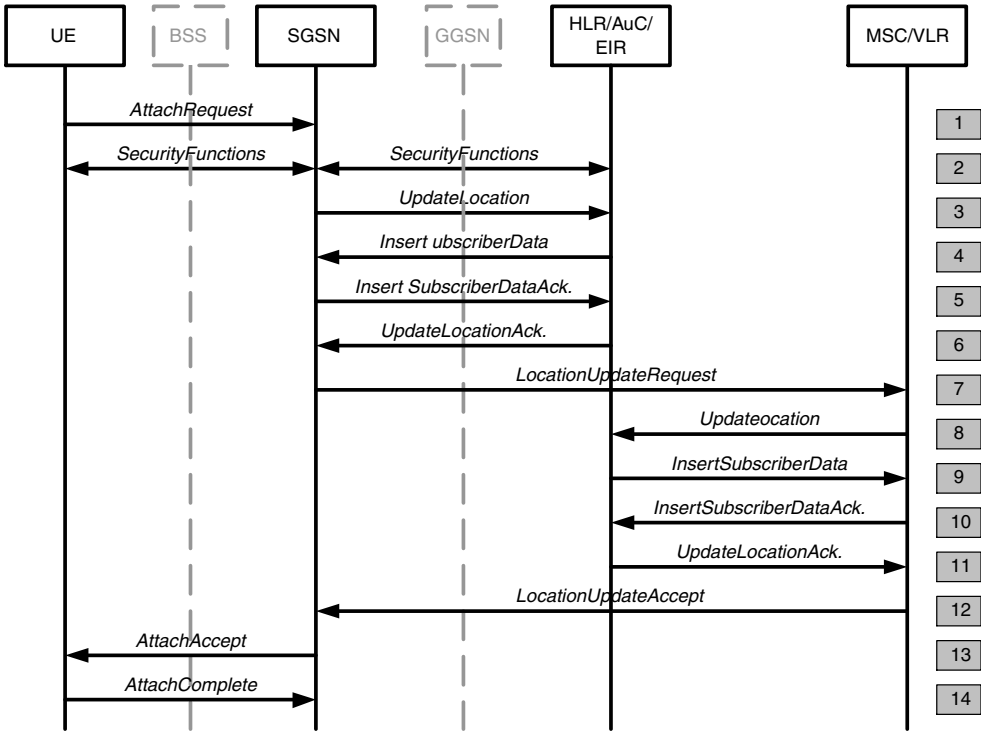 UE
BSS
SGSN
GGSN
HLR/AuC/
EIR
MSC/VLR
AttachRequest
1
SecurityFunctions
SecurityFunctions
2
UpdateLocation
3
Insert ubscriberData
4
Insert SubscriberDataAck.
5
UpdateLocationAck.
6
LocationUpdateRequest
7
Updateocation
8
InsertSubscriberData
9
InsertSubscriberDataAck.
10
UpdateLocationAck.
11
LocationUpdateAccept
12
AttachAccept
13
AttachComplete
14